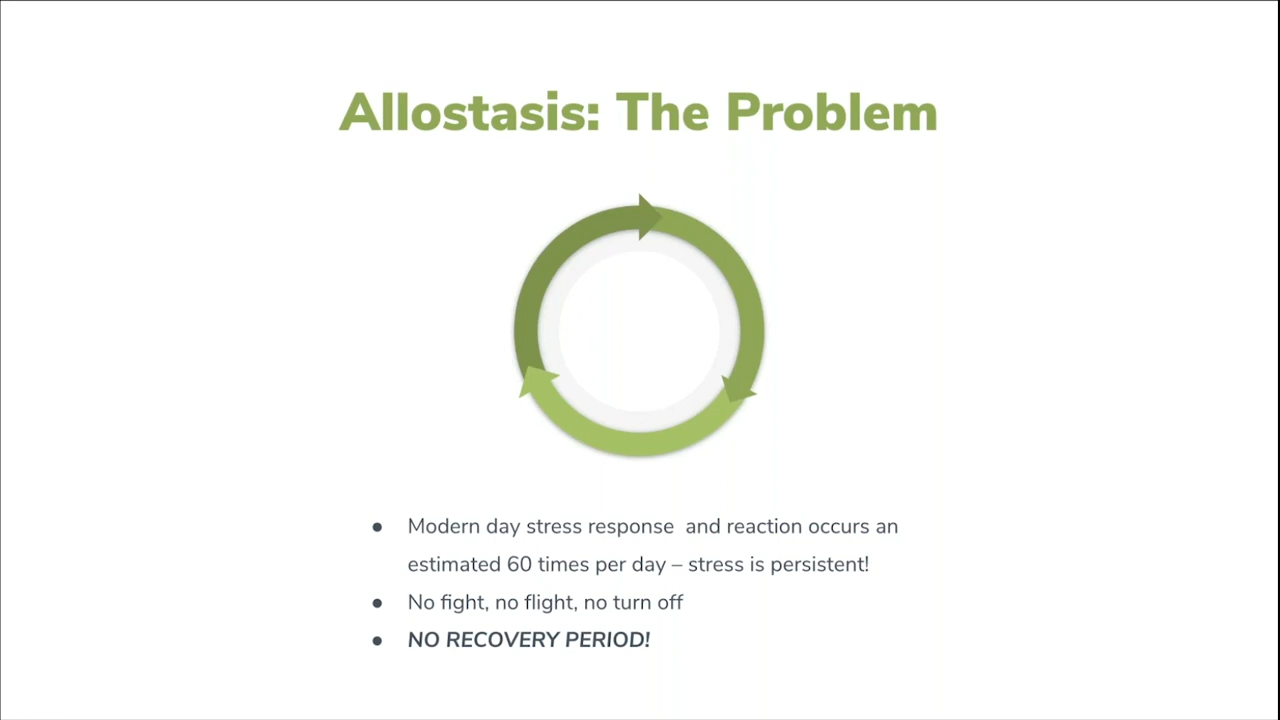 Allostasis: The Problem
● Modern day stress response  and reaction occurs an
estimated 60 times per day – stress is persistent!
● No fight, no flight, no turn off
● NO RECOVERY PERIOD!